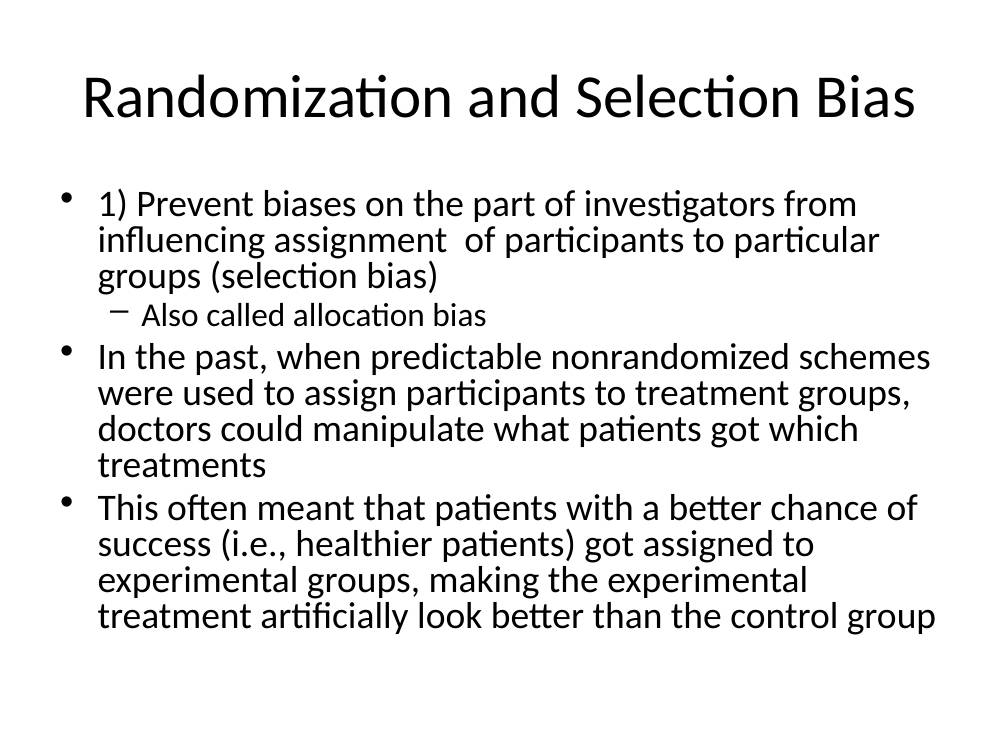 Randomization and Selection Bias
• 1) Prevent biases on the part of investigators from
influencing assignment  of participants to particular
groups (selection bias)
– Also called allocation bias
• In the past, when predictable nonrandomized schemes
were used to assign participants to treatment groups,
doctors could manipulate what patients got which
treatments
• This often meant that patients with a better chance of
success (i.e., healthier patients) got assigned to
experimental groups, making the experimental
treatment artificially look better than the control group